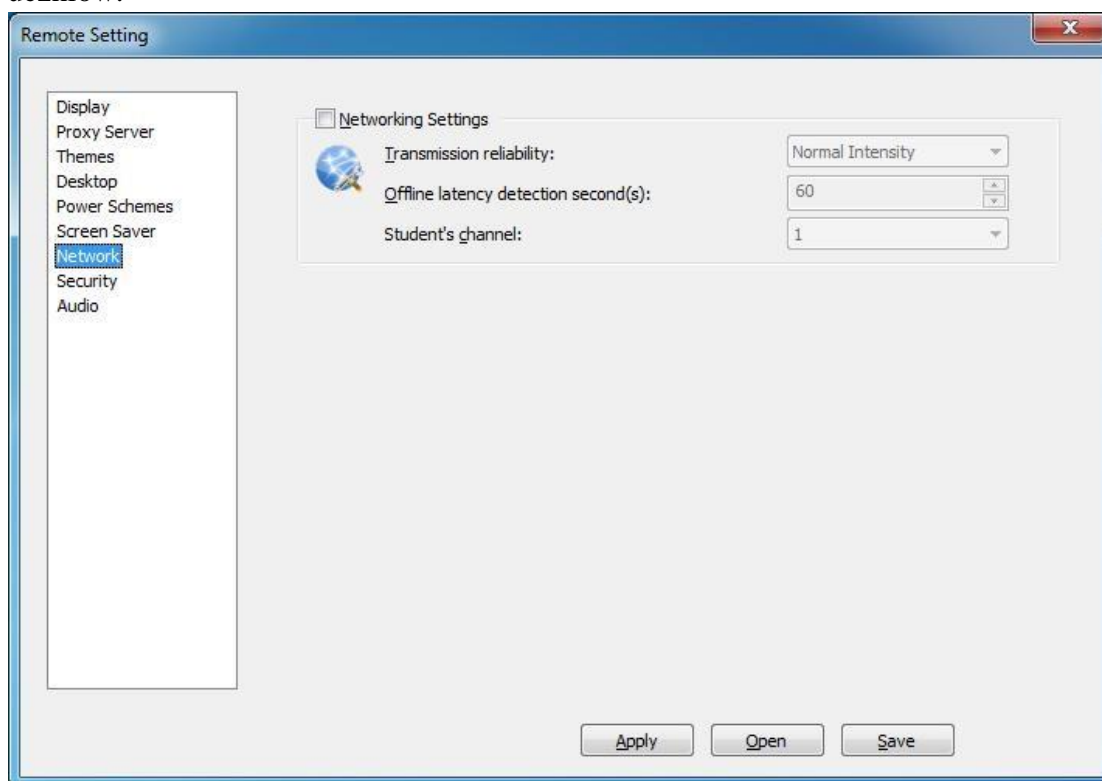 Remote Setting
Display
Proxy Server
Themes
Desktop
Power Schemes
Screen Saver
Network
Security
Audio
Networking Settings
Transmission reliability: Normal Intensity
Offline latency detection second(s): 60
Student's channel: 1
Apply Open Save